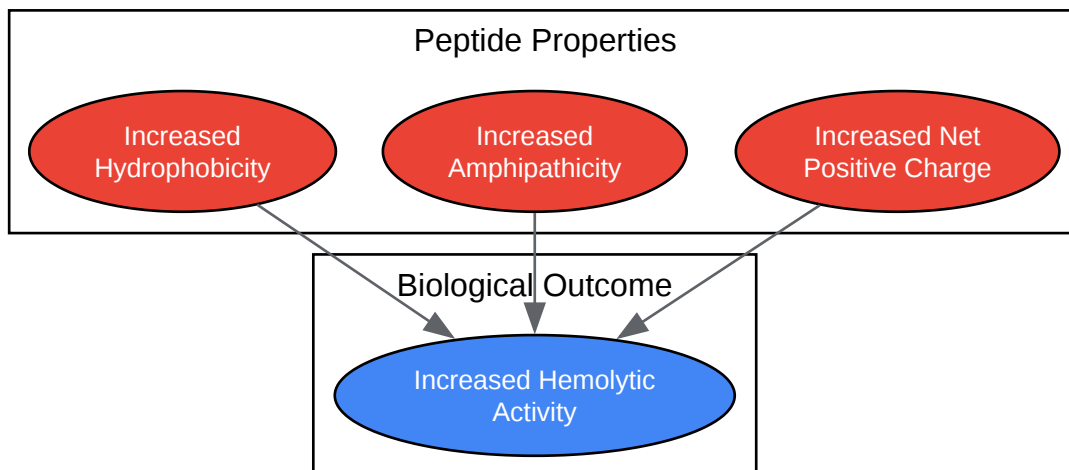 Peptide Properties
Increased
Hydrophobicity
Increased
Amphipathicity
Increased Net
Positive Charge
Biological Outcome
Increased Hemolytic
Activity